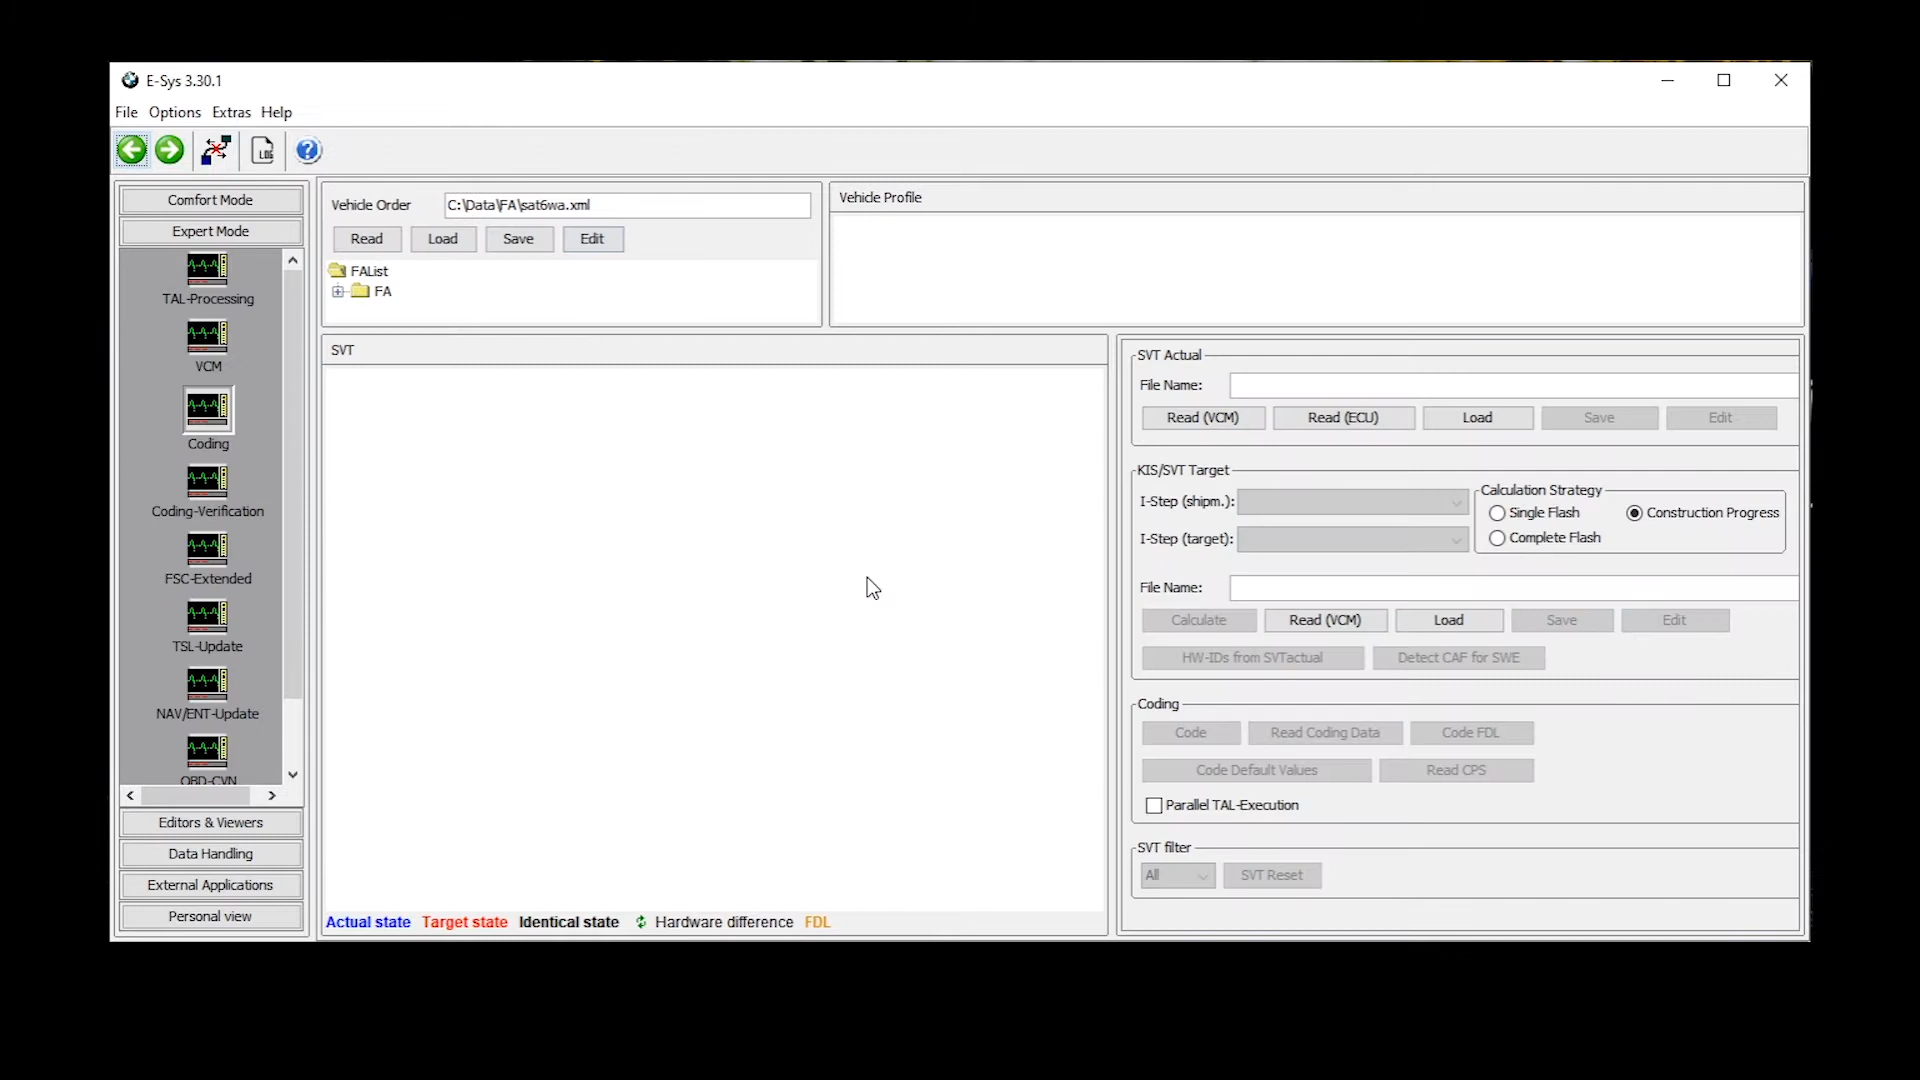 E-Sys 3.30.1
File Options Extras Help
LOG
Comfort Mode
Expert Mode
TAL-Processing
VCM
Coding
Coding-Verification
FSC-Extended
TSL-Update
NAV/ENT-Update
OBD-CVN
Editors & Viewers
Data Handling
External Applications
Personal view
Vehicle Order C:\Data\FA\sat6wa.xml
Read Load Save Edit
FAList
FA
Vehicle Profile
SVT
Actual state Target state Identical state Hardware difference FDL
SVT Actual
File Name:
Read (VCM) Read (ECU) Load Save Edit
KIS/SVT Target
I-Step (shipm.):
I-Step (target):
Calculation Strategy
Single Flash Construction Progress
Complete Flash
File Name:
Calculate Read (VCM) Load Save Edit
HW-IDs from SVTactual Detect CAF for SWE
Coding
Code Read Coding Data Code FDL
Code Default Values Read CPS
Parallel TAL-Execution
SVT filter
All SVT Reset